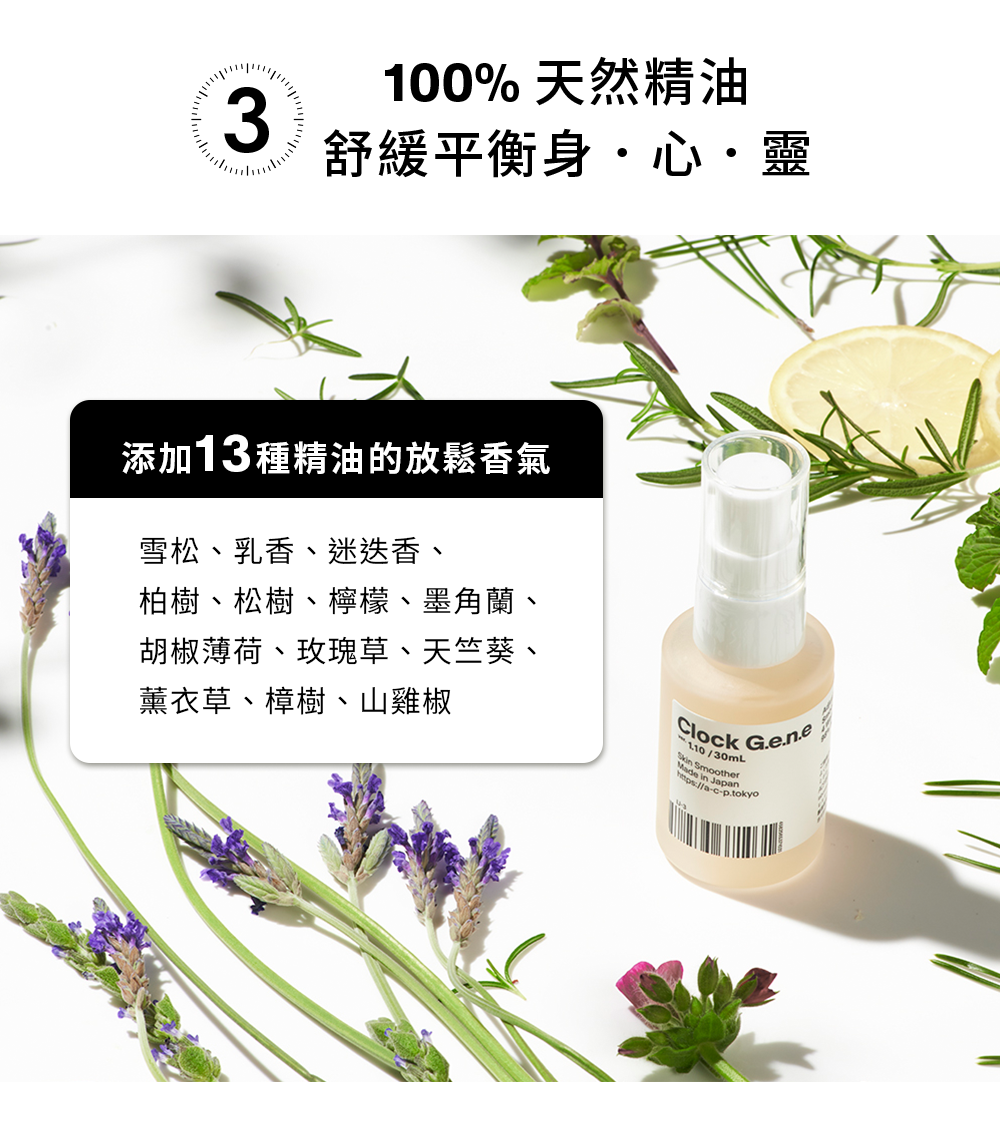 3
100% 天然精油
舒緩平衡身・心・靈
添加13種精油的放鬆香氣
雪松、乳香、迷迭香、
柏樹、松樹、檸檬、墨角蘭、
胡椒薄荷、玫瑰草、天竺葵、
薰衣草、樟樹、山雞椒
Clock G.e.n.e
ver. 1.10 / 30mL
Skin Smoother
Made in Japan
https://a-c-p.tokyo